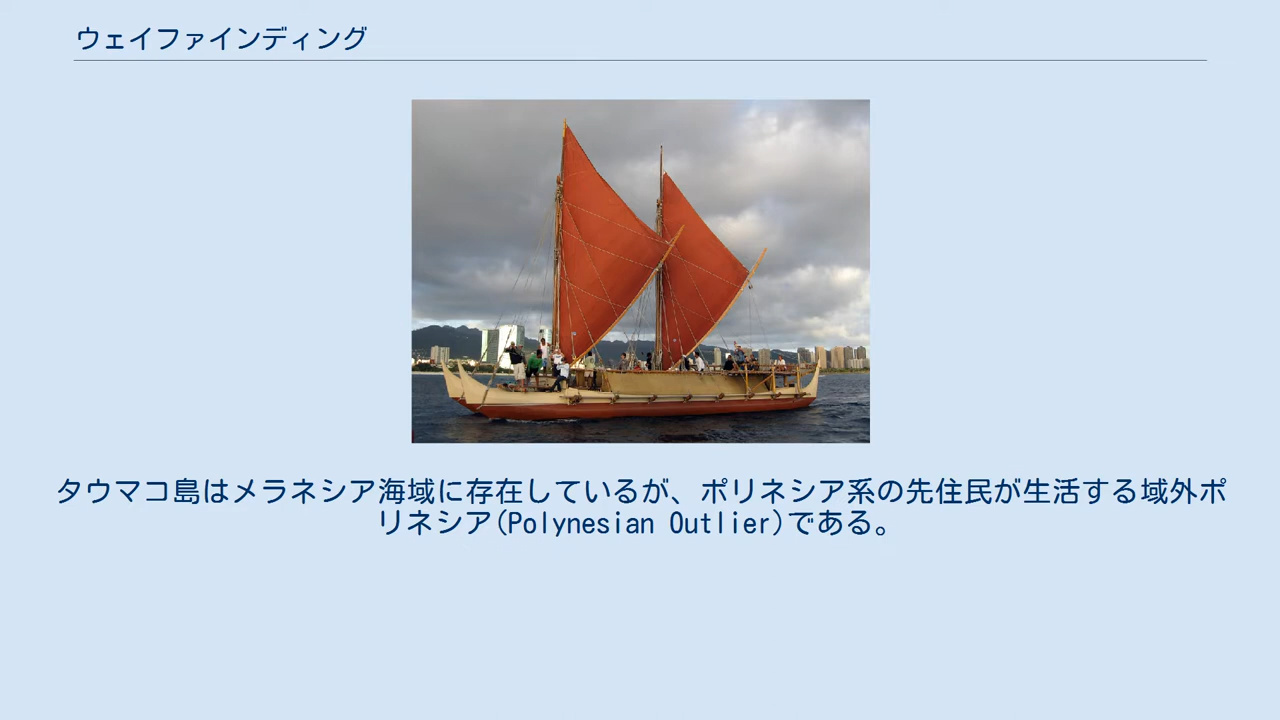 ウェイファインディング
タウマコ島はメラネシア海域に存在しているが、ポリネシア系の先住民が生活する域外ポ
リネシア(Polynesian Outlier)である。